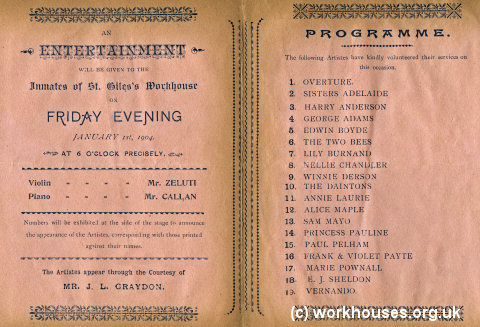 AN
ENTERTAINMENT
WILL BE GIVEN TO THE
Inmates of St. Giles's Workhouse
ON
FRIDAY EVENING
JANUARY 1st, 1904,
AT 6 O'CLOCK PRECISELY.
Violin - - - - Mr. ZELUTI
Piano - - - - Mr. CALLAN
Numbers will be exhibited at the side of the stage to announce
the appearance of the Artistes, corresponding with those printed
against their names.
The Artistes appear through the Courtesy of
MR. J. L. GRAYDON.
PROGRAMME.
The following Artistes have kindly volunteered their services on
this occasion.
1. OVERTURE.
2. SISTERS ADELAIDE
3. HARRY ANDERSON
4. GEORGE ADAMS
5. EDWIN BOYDE
6. THE TWO BEES
7. LILY BURNAND
8. NELLIE CHANDLER
9. WINNIE DERSON
10. THE DAINTONS
11. ANNIE LAURIE
12. ALICE MAPLE
13. SAM MAYO
14. PRINCESS PAULINE
15. PAUL PELHAM
16. FRANK & VIOLET PAYTE
17. MARIE POWNALL
18. E. J. SHELDON
19. VERNANDO.
(c) workhouses.org.uk